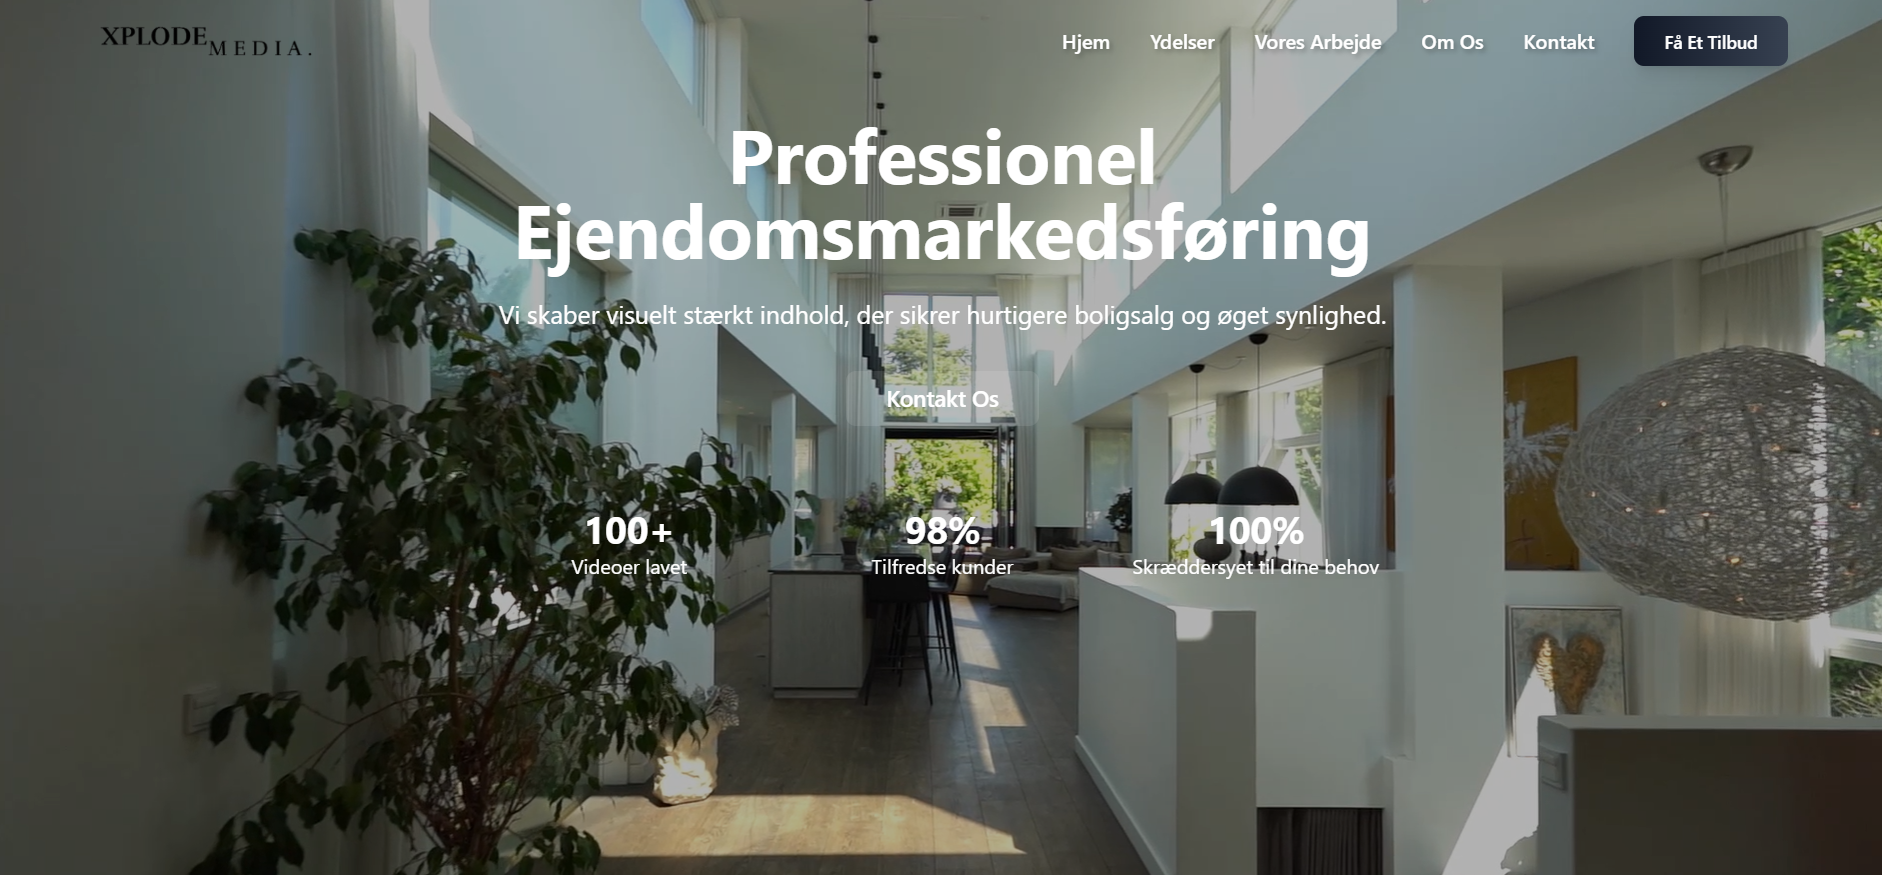 XPLODE MEDIA.
Hjem
Ydelser
Vores Arbejde
Om Os
Kontakt
Få Et Tilbud
Professionel
Ejendomsmarkedsføring
Vi skaber visuelt stærkt indhold, der sikrer hurtigere boligsalg og øget synlighed.
Kontakt Os
100+
Videoer lavet
98%
Tilfredse kunder
100%
Skræddersyet til dine behov